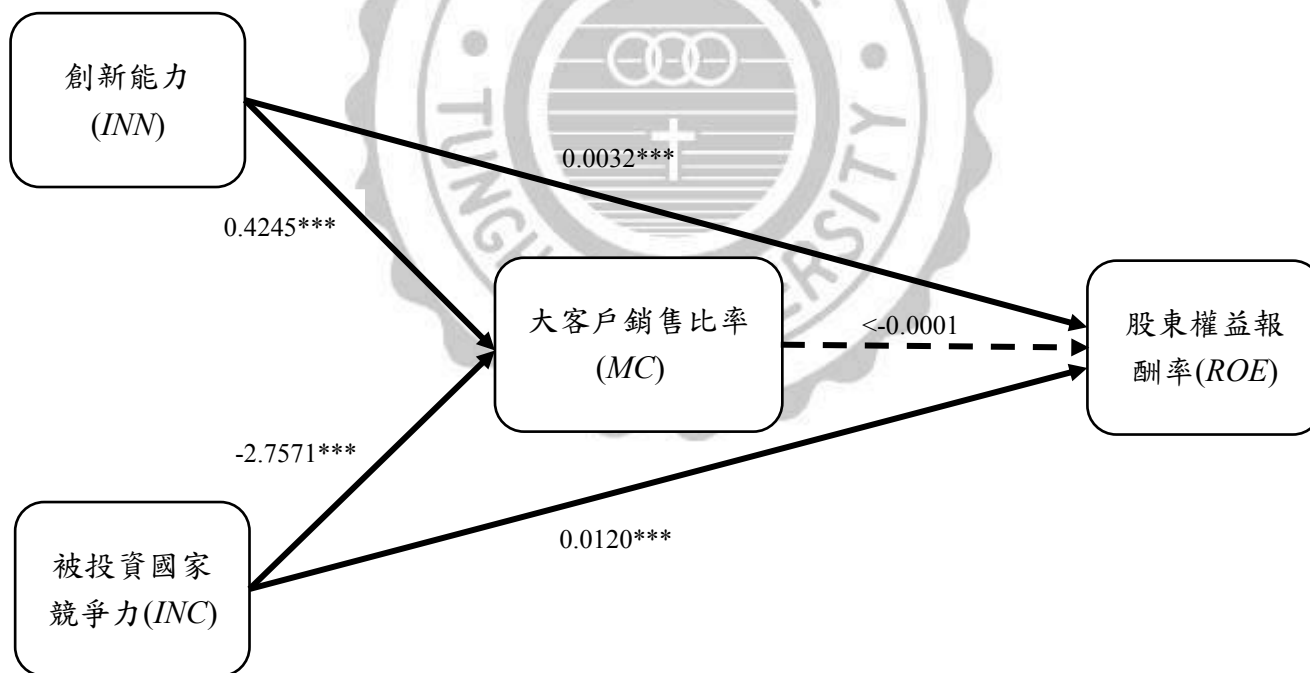 創新能力
(INN)
0.0032***
0.4245***
TUNGH
ERSITY
大客戶銷售比率
(MC)
<-0.0001
股東權益報
酬率(ROE)
-2.7571***
0.0120***
被投資國家
競爭力(INC)